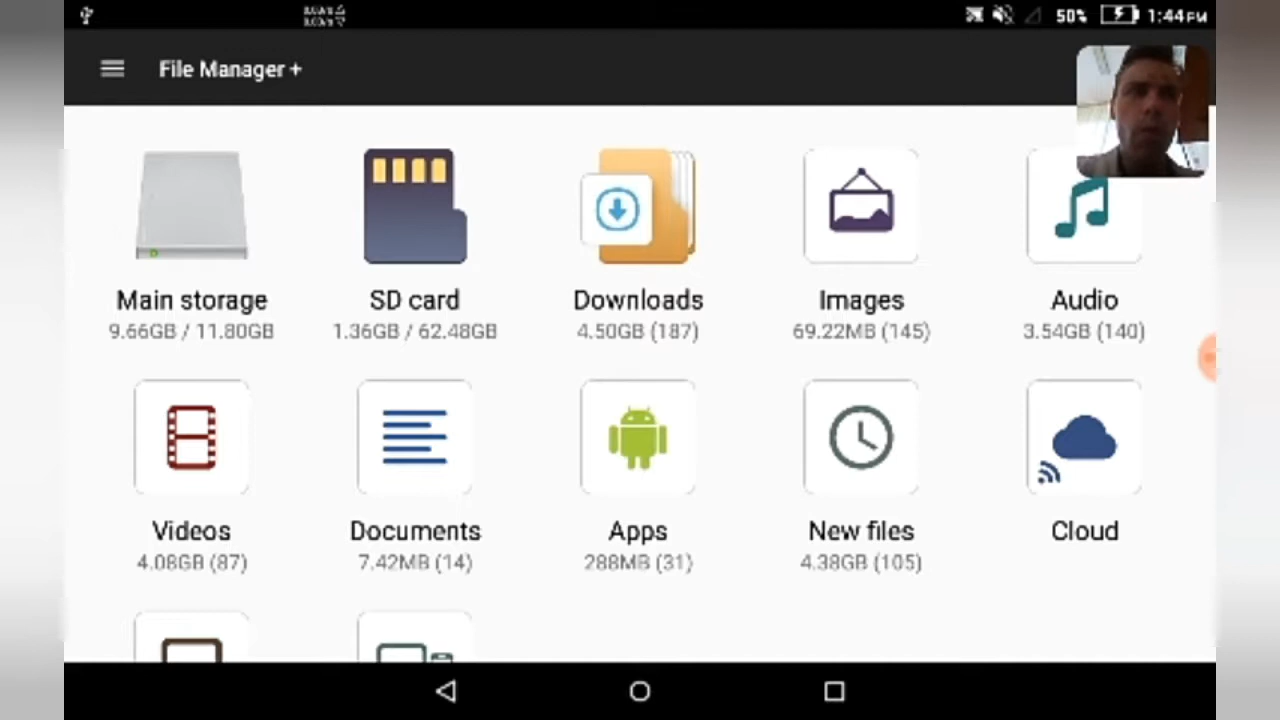 50% 1:44PM
File Manager +
Main storage SD card Downloads Images Audio
9.66GB / 11.80GB 1.36GB / 62.48GB 4.50GB (187) 69.22MB (145) 3.54GB (140)
Videos Documents Apps New files Cloud
4.08GB (87) 7.42MB (14) 288MB (31) 4.38GB (105)